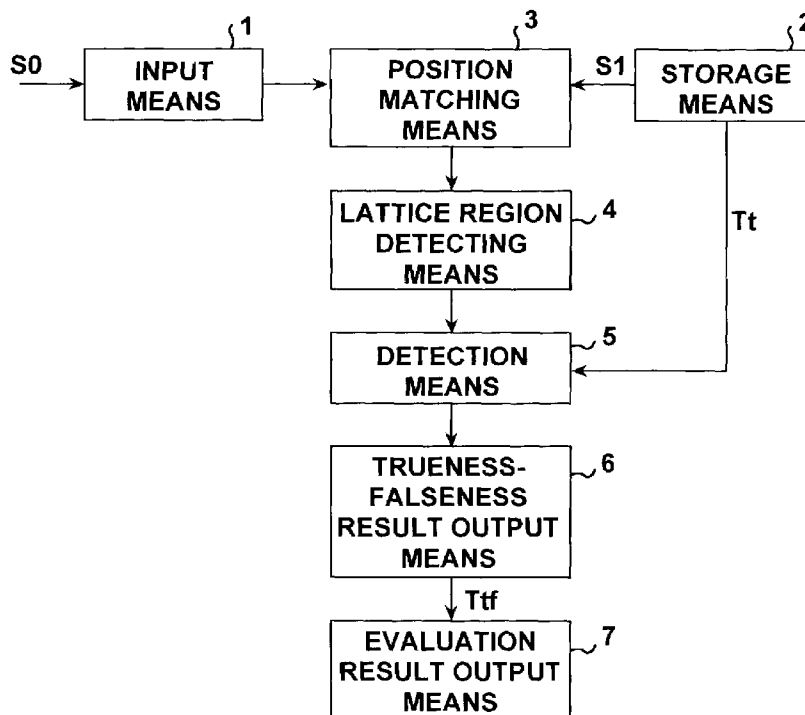 1
3
2
S0
INPUT
MEANS
POSITION
MATCHING
MEANS
S1
STORAGE
MEANS
LATTICE REGION
DETECTING
MEANS
4
Tt
DETECTION
MEANS
5
TRUENESS-
FALSENESS
RESULT OUTPUT
MEANS
6
Ttf
EVALUATION
RESULT OUTPUT
MEANS
7